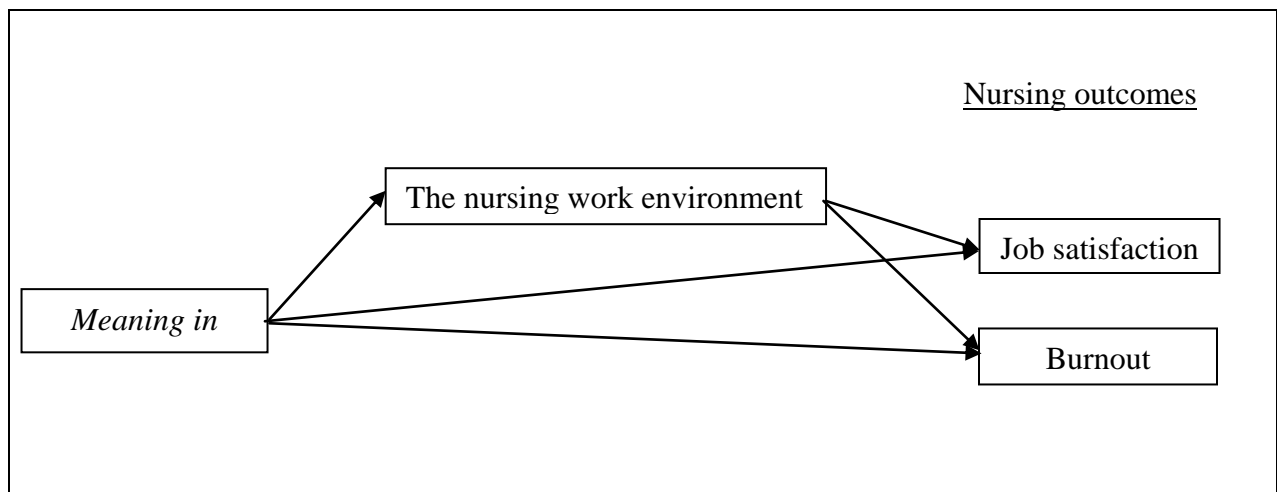 Nursing outcomes
The nursing work environment
Job satisfaction
Meaning in
Burnout